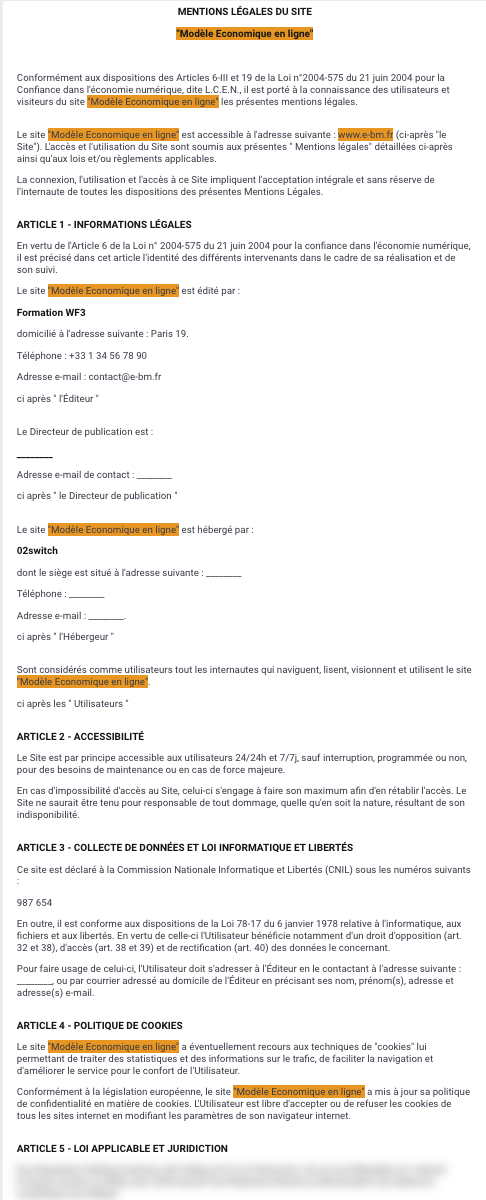 MENTIONS LÉGALES DU SITE
"Modèle Economique en ligne"
Conformément aux dispositions des Articles 6-III et 19 de la Loi n°2004-575 du 21 juin 2004 pour la
Confiance dans l'économie numérique, dite L.C.E.N., il est porté à la connaissance des utilisateurs et
visiteurs du site "Modèle Economique en ligne" les présentes mentions légales.
Le site "Modèle Economique en ligne" est accessible à l'adresse suivante : www.e-bm.fr (ci-après "le
Site"). L'accès et l'utilisation du Site sont soumis aux présentes " Mentions légales" détaillées ci-après
ainsi qu'aux lois et/ou règlements applicables.
La connexion, l'utilisation et l'accès à ce Site impliquent l'acceptation intégrale et sans réserve de
l'internaute de toutes les dispositions des présentes Mentions Légales.
ARTICLE 1 - INFORMATIONS LÉGALES
En vertu de l'Article 6 de la Loi n° 2004-575 du 21 juin 2004 pour la confiance dans l'économie numérique,
il est précisé dans cet article l'identité des différents intervenants dans le cadre de sa réalisation et de
son suivi.
Le site "Modèle Economique en ligne" est édité par :
Formation WF3
domicilié à l'adresse suivante : Paris 19.
Téléphone : +33 1 34 56 78 90
Adresse e-mail : contact@e-bm.fr
ci après " l'Éditeur "
Le Directeur de publication est :
________
Adresse e-mail de contact : ________
ci après " le Directeur de publication "
Le site "Modèle Economique en ligne" est hébergé par :
02switch
dont le siège est situé à l'adresse suivante : ________
Téléphone : ________
Adresse e-mail : ________.
ci après " l'Hébergeur "
Sont considérés comme utilisateurs tout les internautes qui naviguent, lisent, visionnent et utilisent le site
"Modèle Economique en ligne".
ci après les " Utilisateurs "
ARTICLE 2 - ACCESSIBILITÉ
Le Site est par principe accessible aux utilisateurs 24/24h et 7/7j, sauf interruption, programmée ou non,
pour des besoins de maintenance ou en cas de force majeure.
En cas d'impossibilité d'accès au Site, celui-ci s'engage à faire son maximum afin d'en rétablir l'accès. Le
Site ne saurait être tenu pour responsable de tout dommage, quelle qu'en soit la nature, résultant de son
indisponibilité.
ARTICLE 3 - COLLECTE DE DONNÉES ET LOI INFORMATIQUE ET LIBERTÉS
Ce site est déclaré à la Commission Nationale Informatique et Libertés (CNIL) sous les numéros suivants
:
987 654
En outre, il est conforme aux dispositions de la Loi 78-17 du 6 janvier 1978 relative à l'informatique, aux
fichiers et aux libertés. En vertu de celle-ci l'Utilisateur bénéficie notamment d'un droit d'opposition (art.
32 et 38), d'accès (art. 38 et 39) et de rectification (art. 40) des données le concernant.
Pour faire usage de celui-ci, l'Utilisateur doit s'adresser à l'Éditeur en le contactant à l'adresse suivante :
________, ou par courrier adressé au domicile de l'Éditeur en précisant ses nom, prénom(s), adresse et
adresse(s) e-mail.
ARTICLE 4 - POLITIQUE DE COOKIES
Le site "Modèle Economique en ligne" a éventuellement recours aux techniques de "cookies" lui
permettant de traiter des statistiques et des informations sur le trafic, de faciliter la navigation et
d'améliorer le service pour le confort de l'Utilisateur.
Conformément à la législation européenne, le site "Modèle Economique en ligne" a mis à jour sa politique
de confidentialité en matière de cookies. L'Utilisateur est libre d'accepter ou de refuser les cookies de
tous les sites internet en modifiant les paramètres de son navigateur internet.
ARTICLE 5 - LOI APPLICABLE ET JURIDICTION